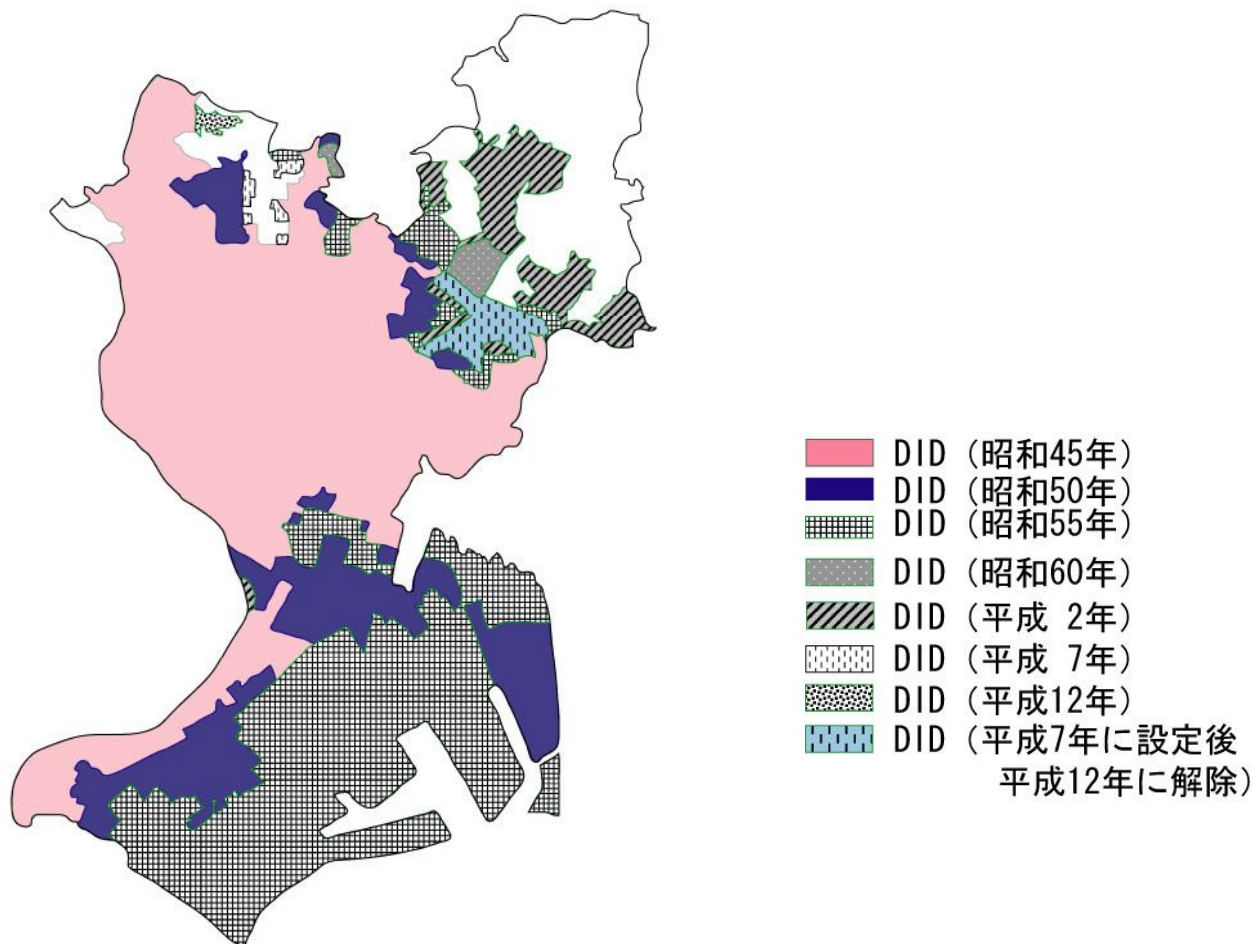 DID (昭和45年)
DID (昭和50年)
DID (昭和55年)
DID (昭和60年)
DID (平成 2年)
DID (平成 7年)
DID (平成12年)
DID (平成7年に設定後
平成12年に解除)